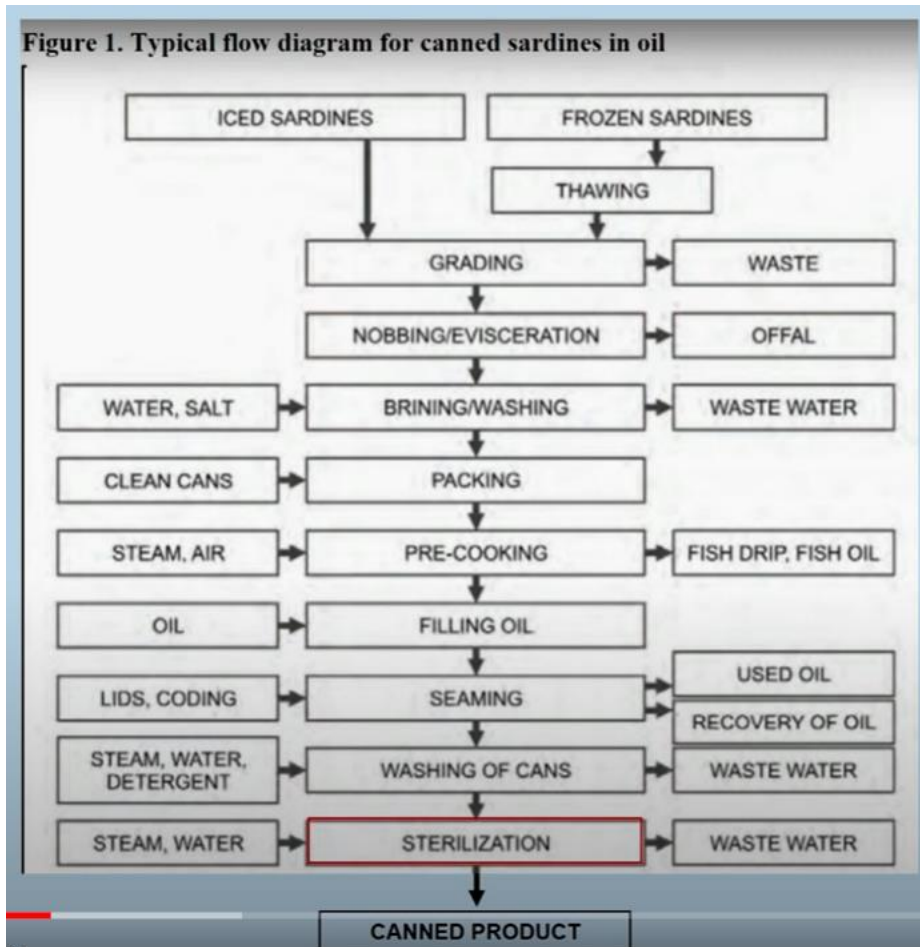 Figure 1. Typical flow diagram for canned sardines in oil
ICED SARDINES
FROZEN SARDINES
THAWING
GRADING
WASTE
NOBBING/EVISCERATION
OFFAL
WATER, SALT
BRINING/WASHING
WASTE WATER
CLEAN CANS
PACKING
STEAM, AIR
PRE-COOKING
FISH DRIP, FISH OIL
OIL
FILLING OIL
LIDS, CODING
SEAMING
USED OIL
RECOVERY OF OIL
STEAM, WATER,
DETERGENT
WASHING OF CANS
WASTE WATER
STEAM, WATER
STERILIZATION
WASTE WATER
CANNED PRODUCT